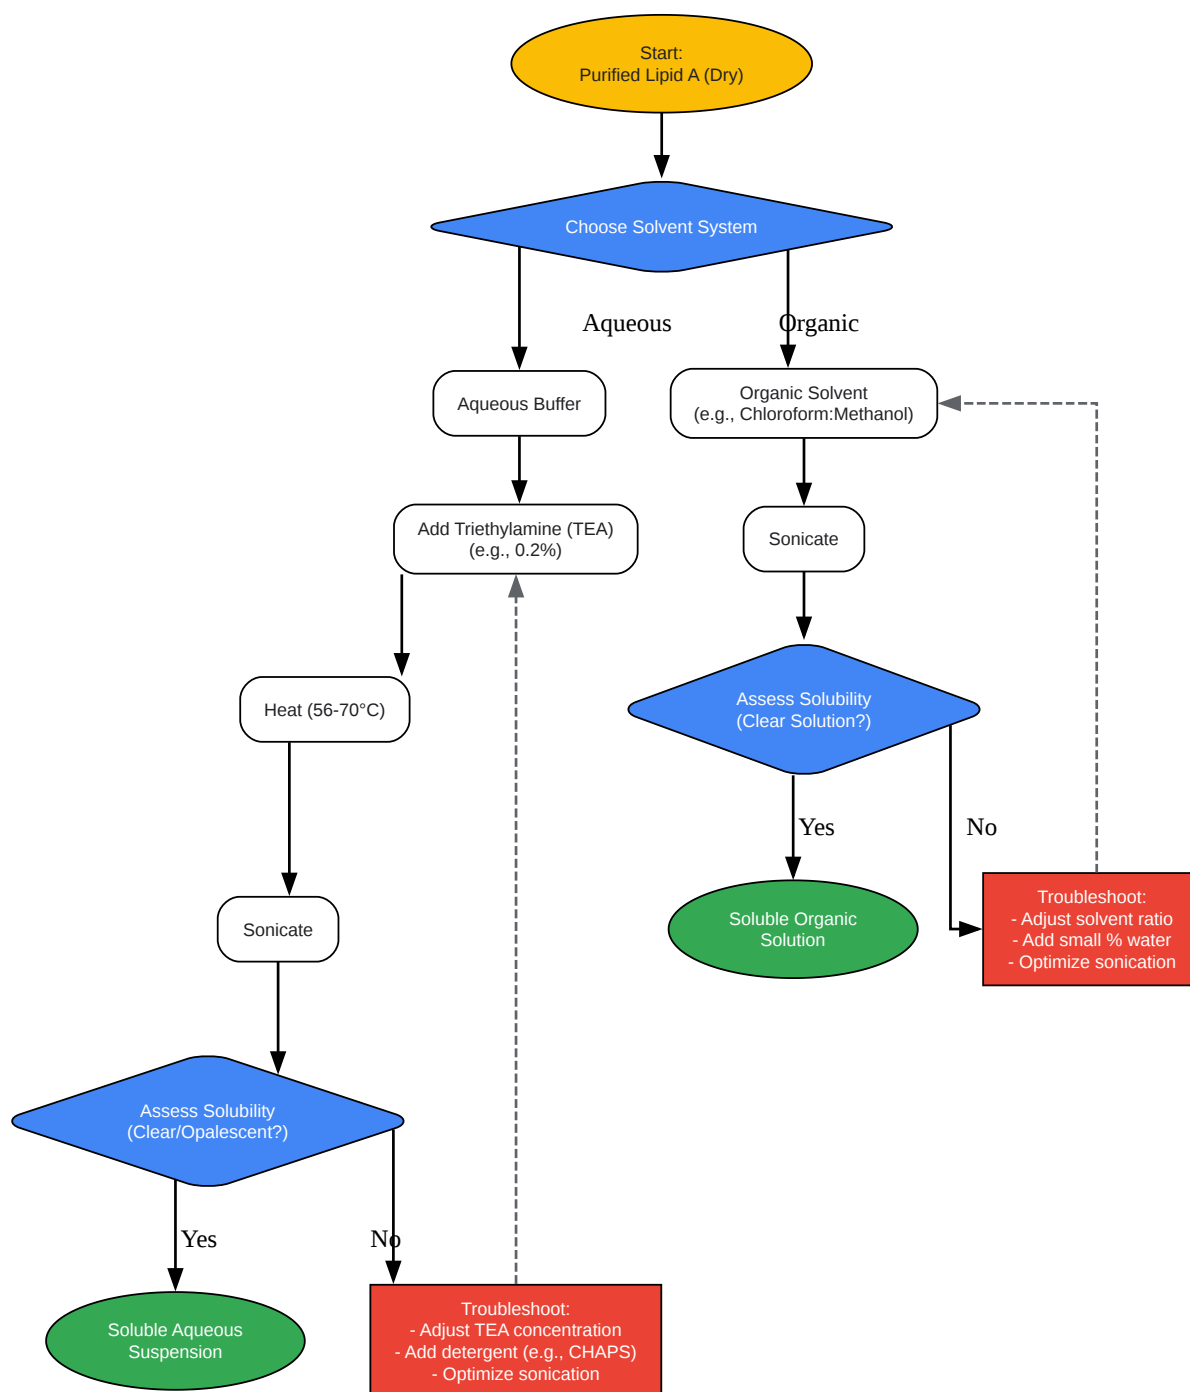 Start:
Purified Lipid A (Dry)
Choose Solvent System
Aqueous
Organic
Aqueous Buffer
Organic Solvent
(e.g., Chloroform:Methanol)
Add Triethylamine (TEA)
(e.g., 0.2%)
Sonicate
Heat (56-70°C)
Assess Solubility
(Clear Solution?)
Yes
No
Sonicate
Soluble Organic
Solution
Troubleshoot:
- Adjust solvent ratio
- Add small % water
- Optimize sonication
Assess Solubility
(Clear/Opalescent?)
Yes
No
Soluble Aqueous
Suspension
Troubleshoot:
- Adjust TEA concentration
- Add detergent (e.g., CHAPS)
- Optimize sonication